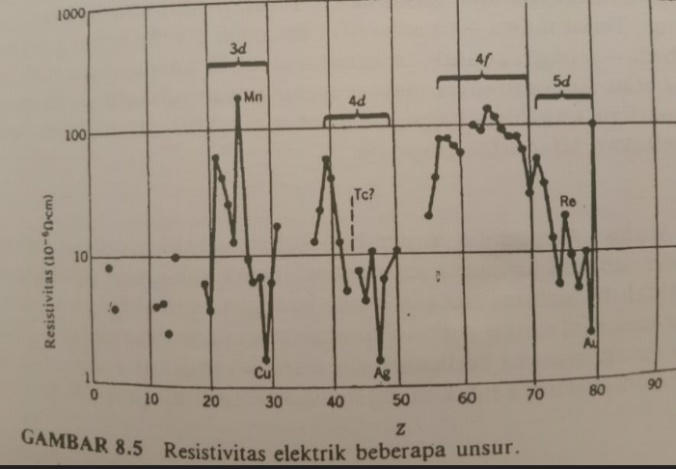 1000
100
10
1
Resistivitas (10⁻⁶Ω·cm)
3d
Mn
4d
Tc?
4f
5d
Re
Cu
Ag
Au
0 10 20 30 40 50 60 70 80 90
Z
GAMBAR 8.5 Resistivitas elektrik beberapa unsur.